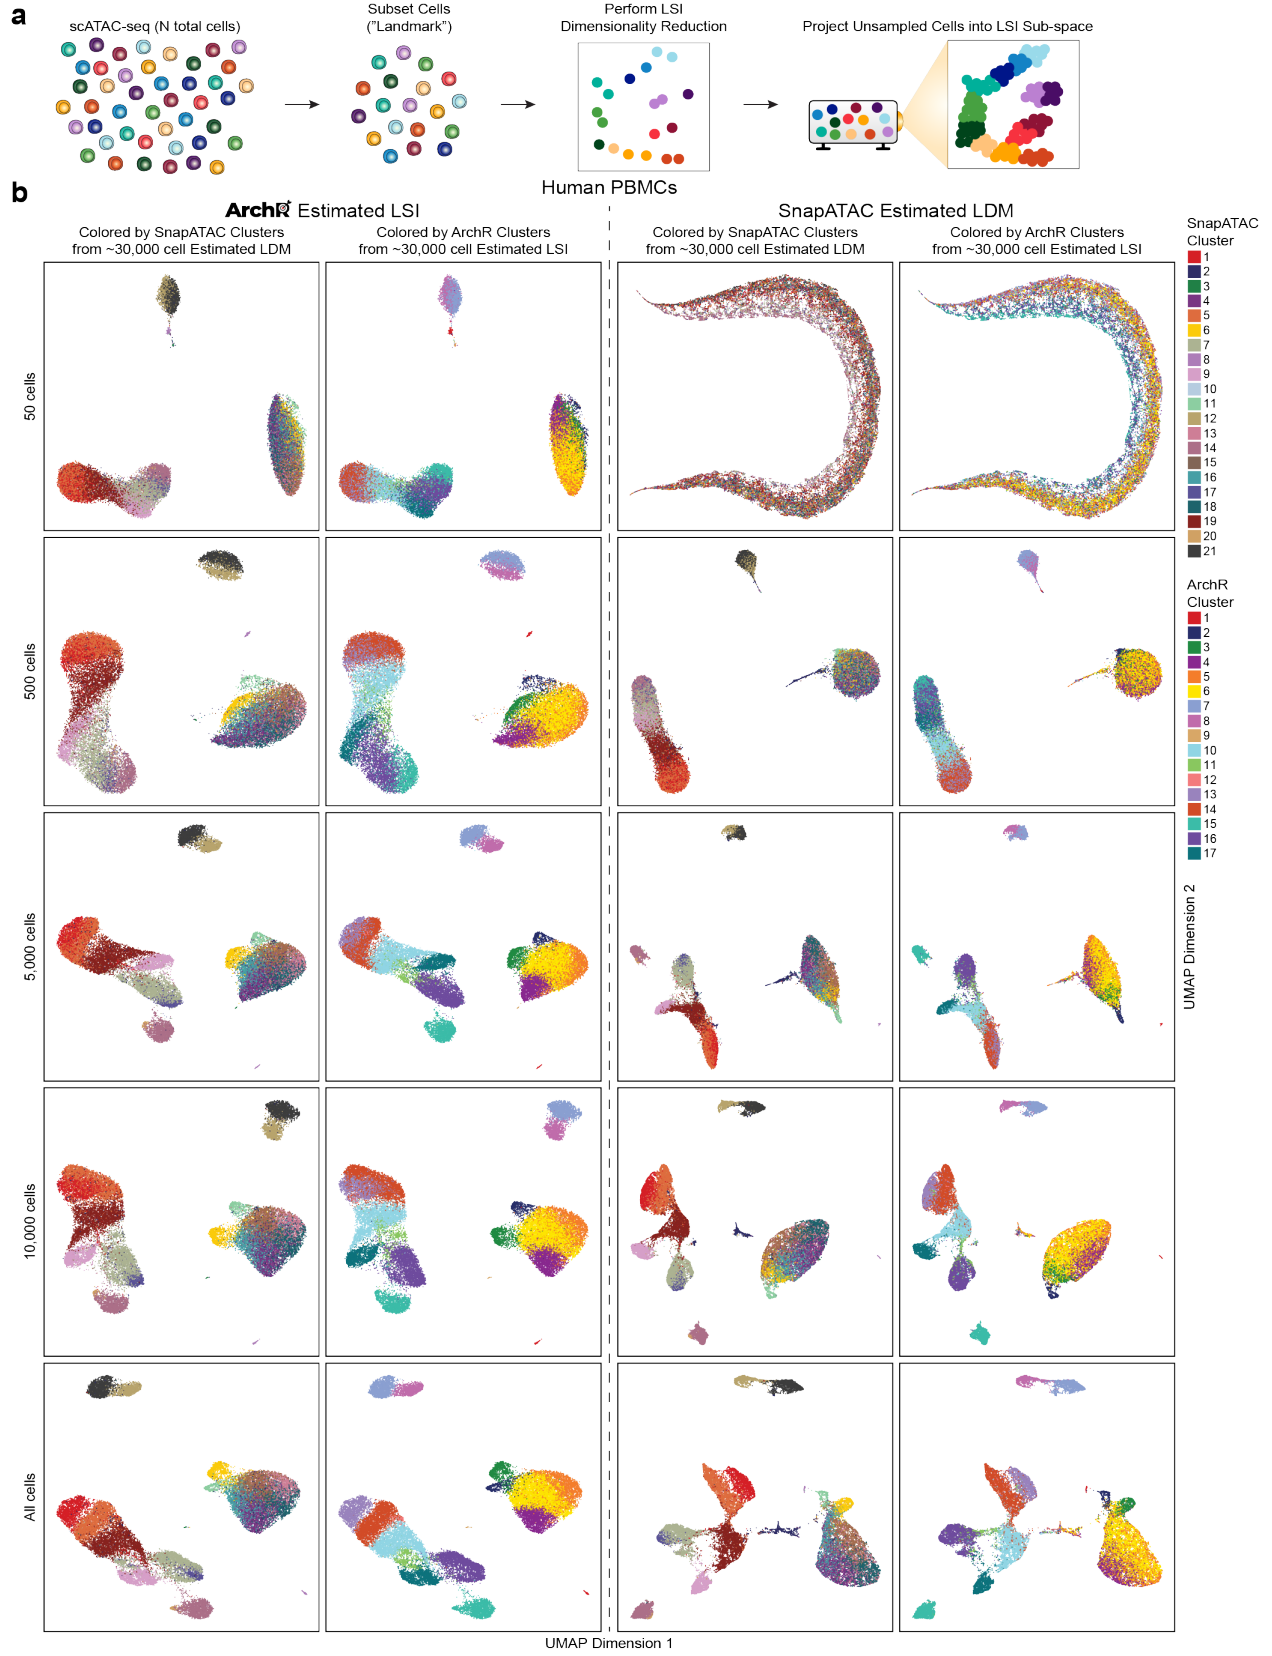 a
scATAC-seq (N total cells)
Subset Cells
("Landmark")
Perform LSI
Dimensionality Reduction
Project Unsampled Cells into LSI Sub-space
b
Human PBMCs
ArchR Estimated LSI
SnapATAC Estimated LDM
Colored by SnapATAC Clusters
from ~30,000 cell Estimated LDM
Colored by ArchR Clusters
from ~30,000 cell Estimated LSI
Colored by SnapATAC Clusters
from ~30,000 cell Estimated LDM
Colored by ArchR Clusters
from ~30,000 cell Estimated LSI
50 cells
500 cells
5,000 cells
10,000 cells
All cells
SnapATAC
Cluster
1
2
3
4
5
6
7
8
9
10
11
12
13
14
15
16
17
18
19
20
21
ArchR
Cluster
1
2
3
4
5
6
7
8
9
10
11
12
13
14
15
16
17
UMAP Dimension 2
UMAP Dimension 1